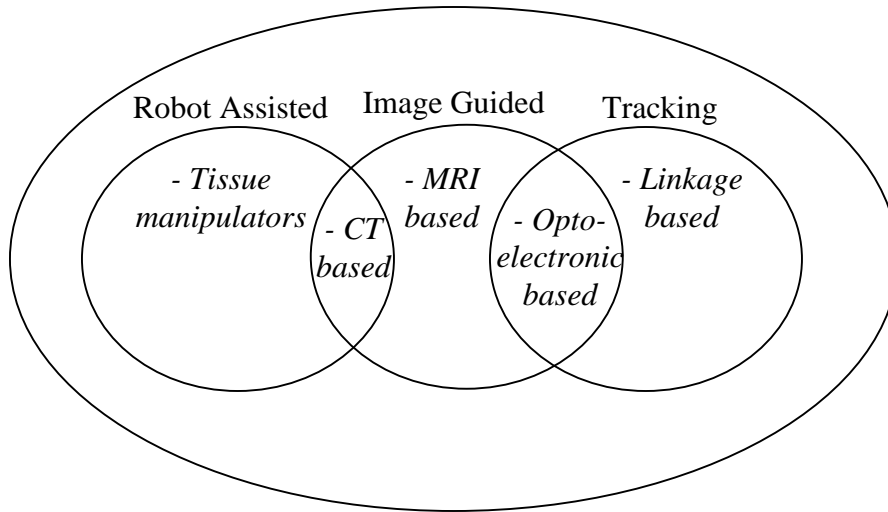 Robot Assisted
Image Guided
Tracking
- Tissue
manipulators
- CT
based
- MRI
based
- Opto-
electronic
based
- Linkage
based